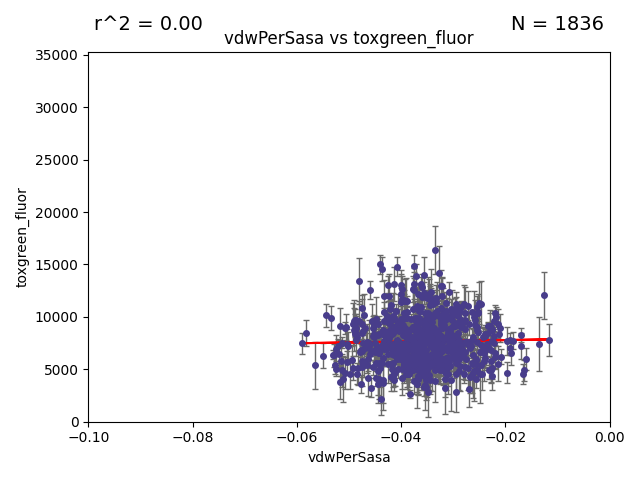 r^2 = 0.00
N = 1836
vdwPerSasa vs toxgreen_fluor
35000
30000
25000
20000
15000
10000
5000
0
toxgreen_fluor
−0.10
−0.08
−0.06
−0.04
−0.02
0.00
vdwPerSasa